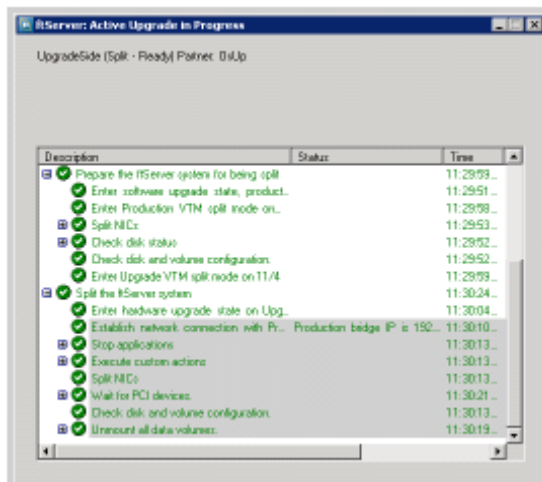 ftServer: Active Upgrade in Progress
UpgradeSide (Split - Ready) Partner: OsUp
Description Status Time
Prepare the ftServer system for being split 11:29:59...
Enter software upgrade state, product... 11:29:51...
Enter Production VTM split mode on... 11:29:58...
Split NICs 11:29:53...
Check disk status 11:29:52...
Check disk and volume configuration. 11:29:52...
Enter Upgrade VTM split mode on 11/4 11:29:59...
Split the ftServer system 11:30:24...
Enter hardware upgrade state on Upg... 11:30:04...
Establish network connection with Pr... Production bridge IP is 192... 11:30:10...
Stop applications 11:30:13...
Execute custom actions 11:30:13...
Split NICs 11:30:13...
Wait for PCI devices. 11:30:21...
Check disk and volume configuration. 11:30:13...
Unmount all data volumes. 11:30:19...